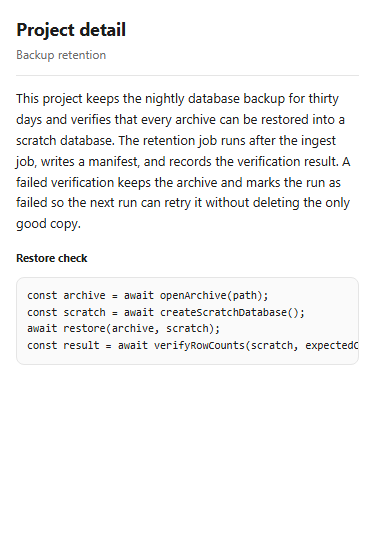 Project detail
Backup retention
This project keeps the nightly database backup for thirty
days and verifies that every archive can be restored into a
scratch database. The retention job runs after the ingest
job, writes a manifest, and records the verification result. A
failed verification keeps the archive and marks the run as
failed so the next run can retry it without deleting the only
good copy.
Restore check
const archive = await openArchive(path);
const scratch = await createScratchDatabase();
await restore(archive, scratch);
const result = await verifyRowCounts(scratch, expectedC